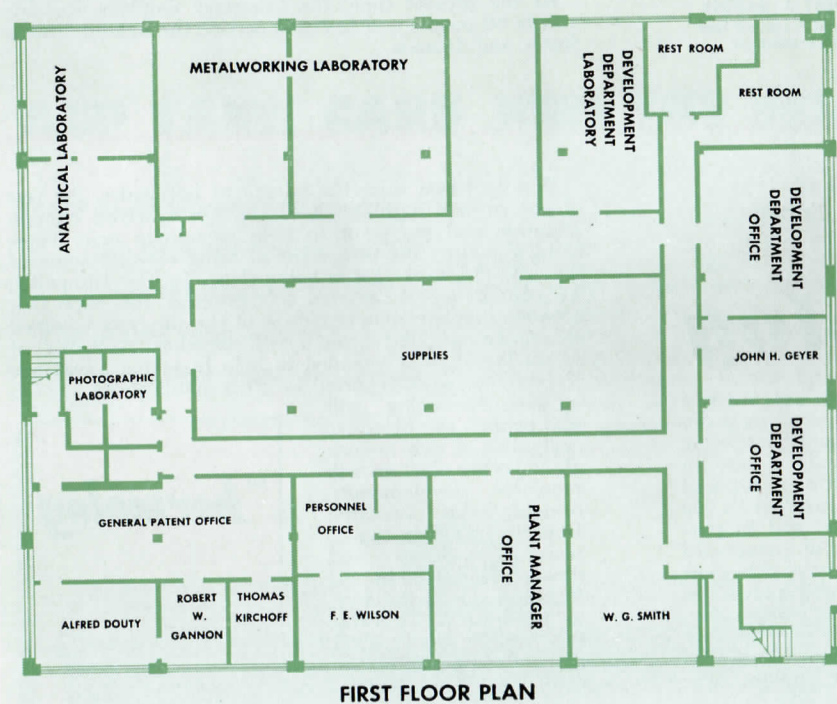 METALWORKING LABORATORY
ANALYTICAL LABORATORY
DEVELOPMENT
DEPARTMENT
LABORATORY
REST ROOM
REST ROOM
DEVELOPMENT
DEPARTMENT
OFFICE
SUPPLIES
JOHN H. GEYER
PHOTOGRAPHIC
LABORATORY
DEVELOPMENT
DEPARTMENT
OFFICE
GENERAL PATENT OFFICE
PERSONNEL
OFFICE
PLANT MANAGER
OFFICE
ALFRED DOUTY
ROBERT
W.
GANNON
THOMAS
KIRCHOFF
F. E. WILSON
W. G. SMITH
FIRST FLOOR PLAN